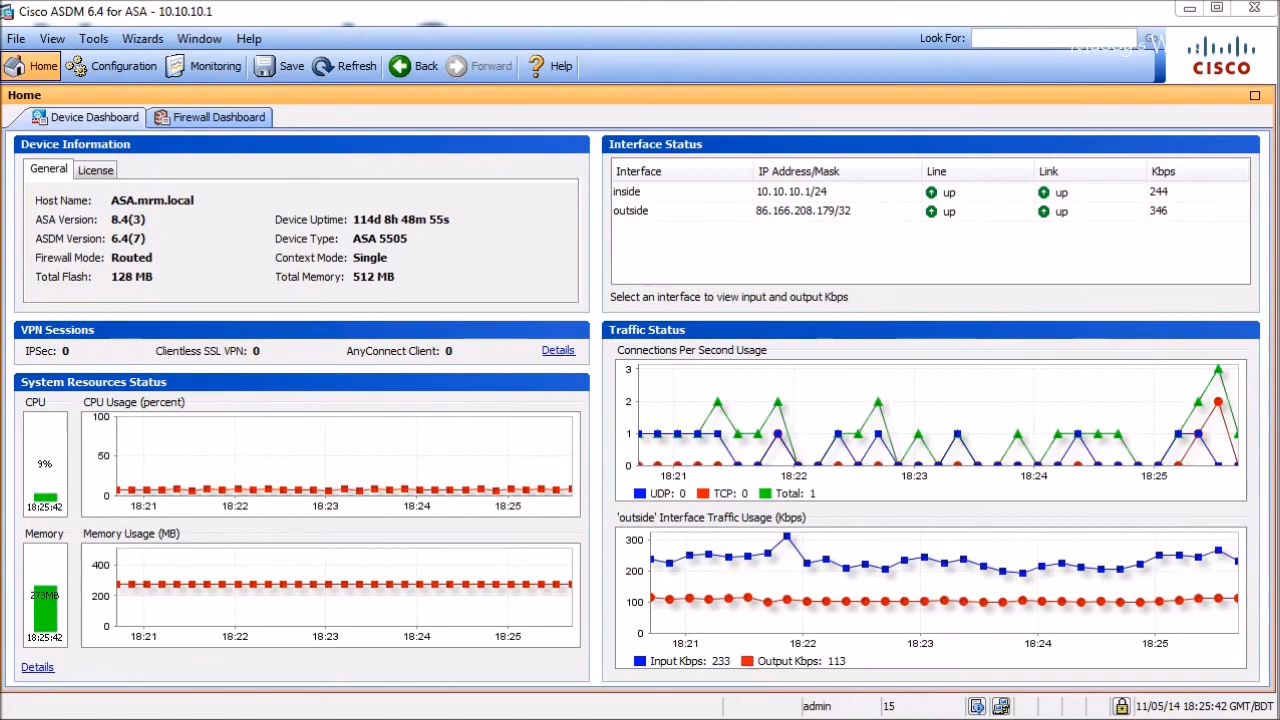 Cisco ASDM 6.4 for ASA - 10.10.10.1
File View Tools Wizards Window Help Look For:
Home Configuration Monitoring Save Refresh Back Forward Help
CISCO
Home
Device Dashboard Firewall Dashboard
Device Information
General License
Host Name: ASA.mrm.local
ASA Version: 8.4(3) Device Uptime: 114d 8h 48m 55s
ASDM Version: 6.4(7) Device Type: ASA 5505
Firewall Mode: Routed Context Mode: Single
Total Flash: 128 MB Total Memory: 512 MB
Interface Status
Interface IP Address/Mask Line Link Kbps
inside 10.10.10.1/24 up up 244
outside 86.166.208.179/32 up up 346
Select an interface to view input and output Kbps
VPN Sessions
IPSec: 0 Clientless SSL VPN: 0 AnyConnect Client: 0 Details
System Resources Status
CPU CPU Usage (percent)
100
50
0
9%
18:25:42
18:21 18:22 18:23 18:24 18:25
Memory Memory Usage (MB)
400
200
0
273MB
18:25:42
18:21 18:22 18:23 18:24 18:25
Details
Traffic Status
Connections Per Second Usage
3
2
1
0
18:21 18:22 18:23 18:24 18:25
UDP: 0 TCP: 0 Total: 1
'outside' Interface Traffic Usage (Kbps)
300
200
100
0
18:21 18:22 18:23 18:24 18:25
Input Kbps: 233 Output Kbps: 113
admin 15 11/05/14 18:25:42 GMT/BDT